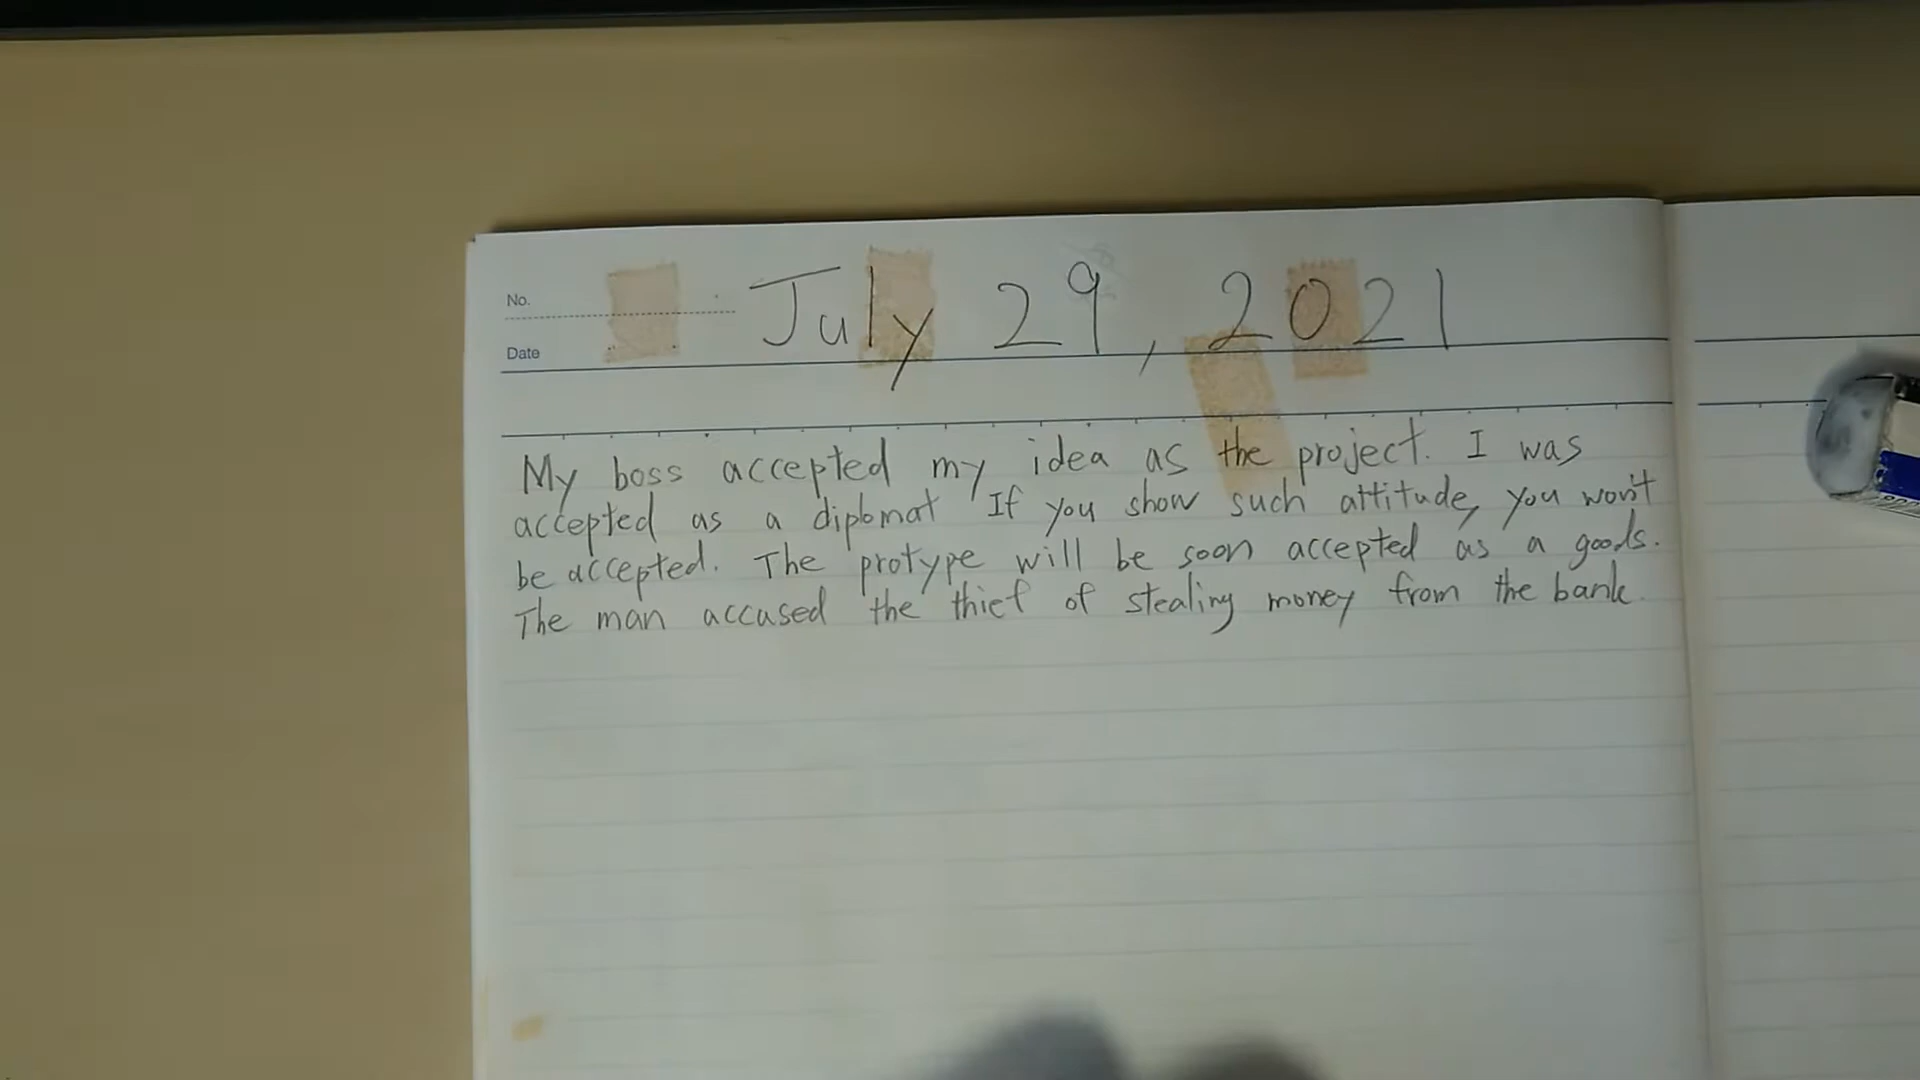 No.
July 29, 2021
Date
My boss accepted my idea as the project. I was
accepted as a diplomat If you show such attitude, you won't
be accepted. The protype will be soon accepted as a goods.
The man accused the thief of stealing money from the bank.